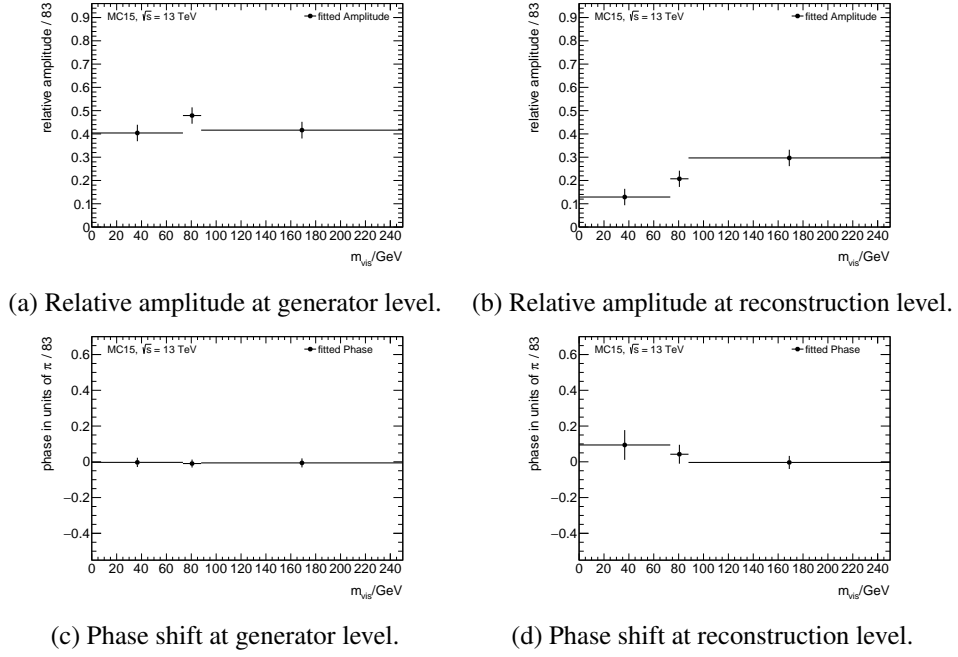 MC15, √s = 13 TeV
fitted Amplitude
relative amplitude / 83
0.9
0.8
0.7
0.6
0.5
0.4
0.3
0.2
0.1
0
0 20 40 60 80 100 120 140 160 180 200 220 240
m_vis/GeV
(a) Relative amplitude at generator level.
MC15, √s = 13 TeV
fitted Amplitude
relative amplitude / 83
0.9
0.8
0.7
0.6
0.5
0.4
0.3
0.2
0.1
0
0 20 40 60 80 100 120 140 160 180 200 220 240
m_vis/GeV
(b) Relative amplitude at reconstruction level.
MC15, √s = 13 TeV
fitted Phase
phase in units of π / 83
0.6
0.4
0.2
0
−0.2
−0.4
0 20 40 60 80 100 120 140 160 180 200 220 240
m_vis/GeV
(c) Phase shift at generator level.
MC15, √s = 13 TeV
fitted Phase
phase in units of π / 83
0.6
0.4
0.2
0
−0.2
−0.4
0 20 40 60 80 100 120 140 160 180 200 220 240
m_vis/GeV
(d) Phase shift at reconstruction level.